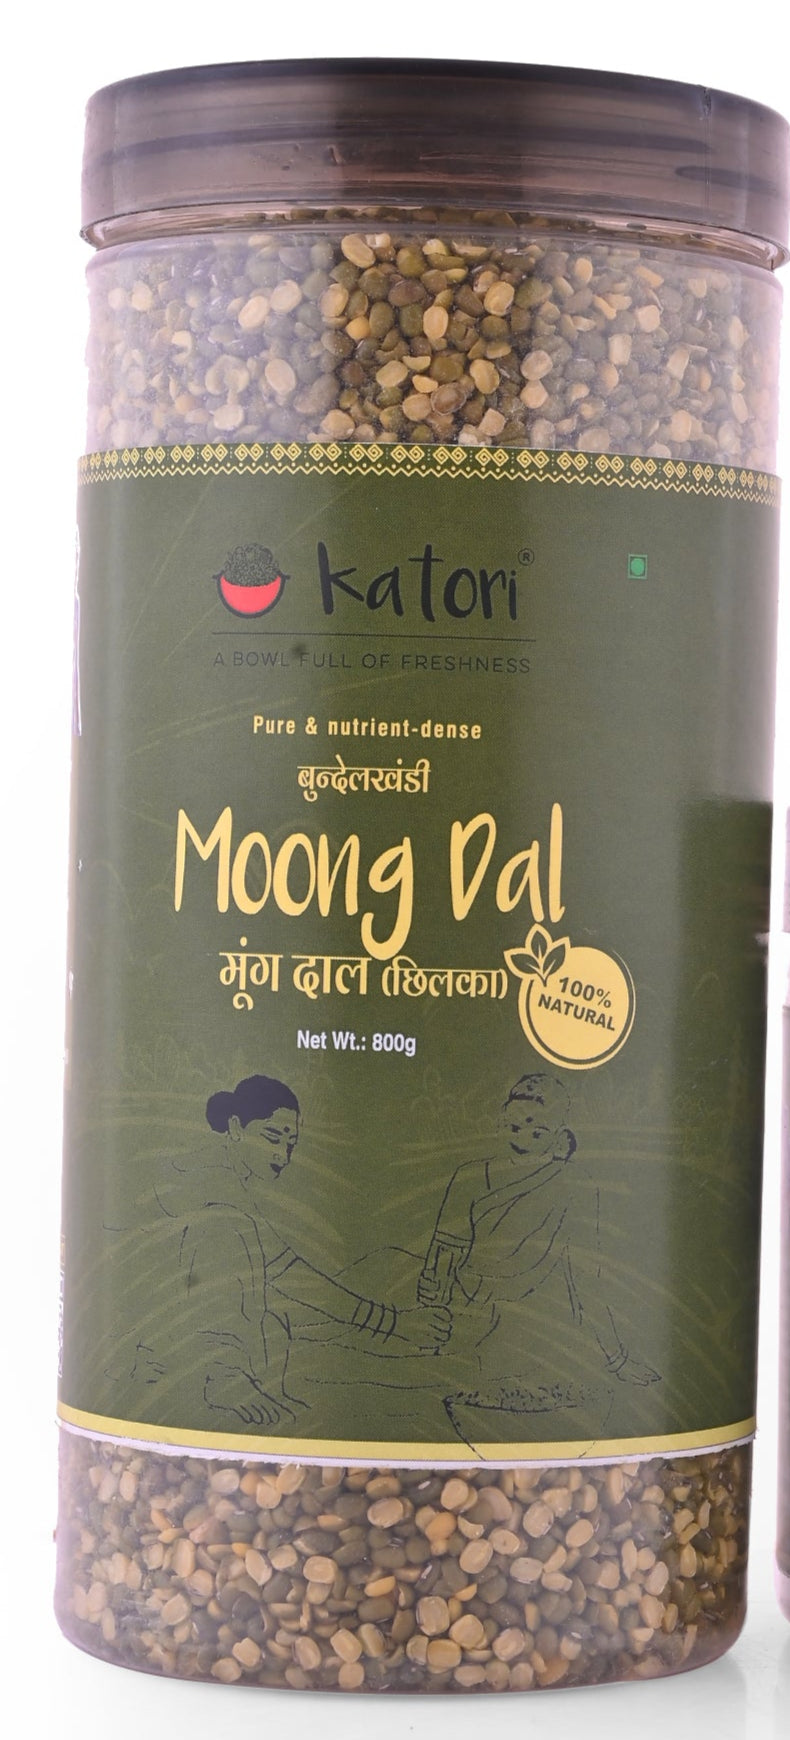 katori®
A BOWL FULL OF FRESHNESS
Pure & nutrient-dense
बुन्देलखंडी
Moong Dal
मूंग दाल (छिलका)
100%
NATURAL
Net Wt.: 800g